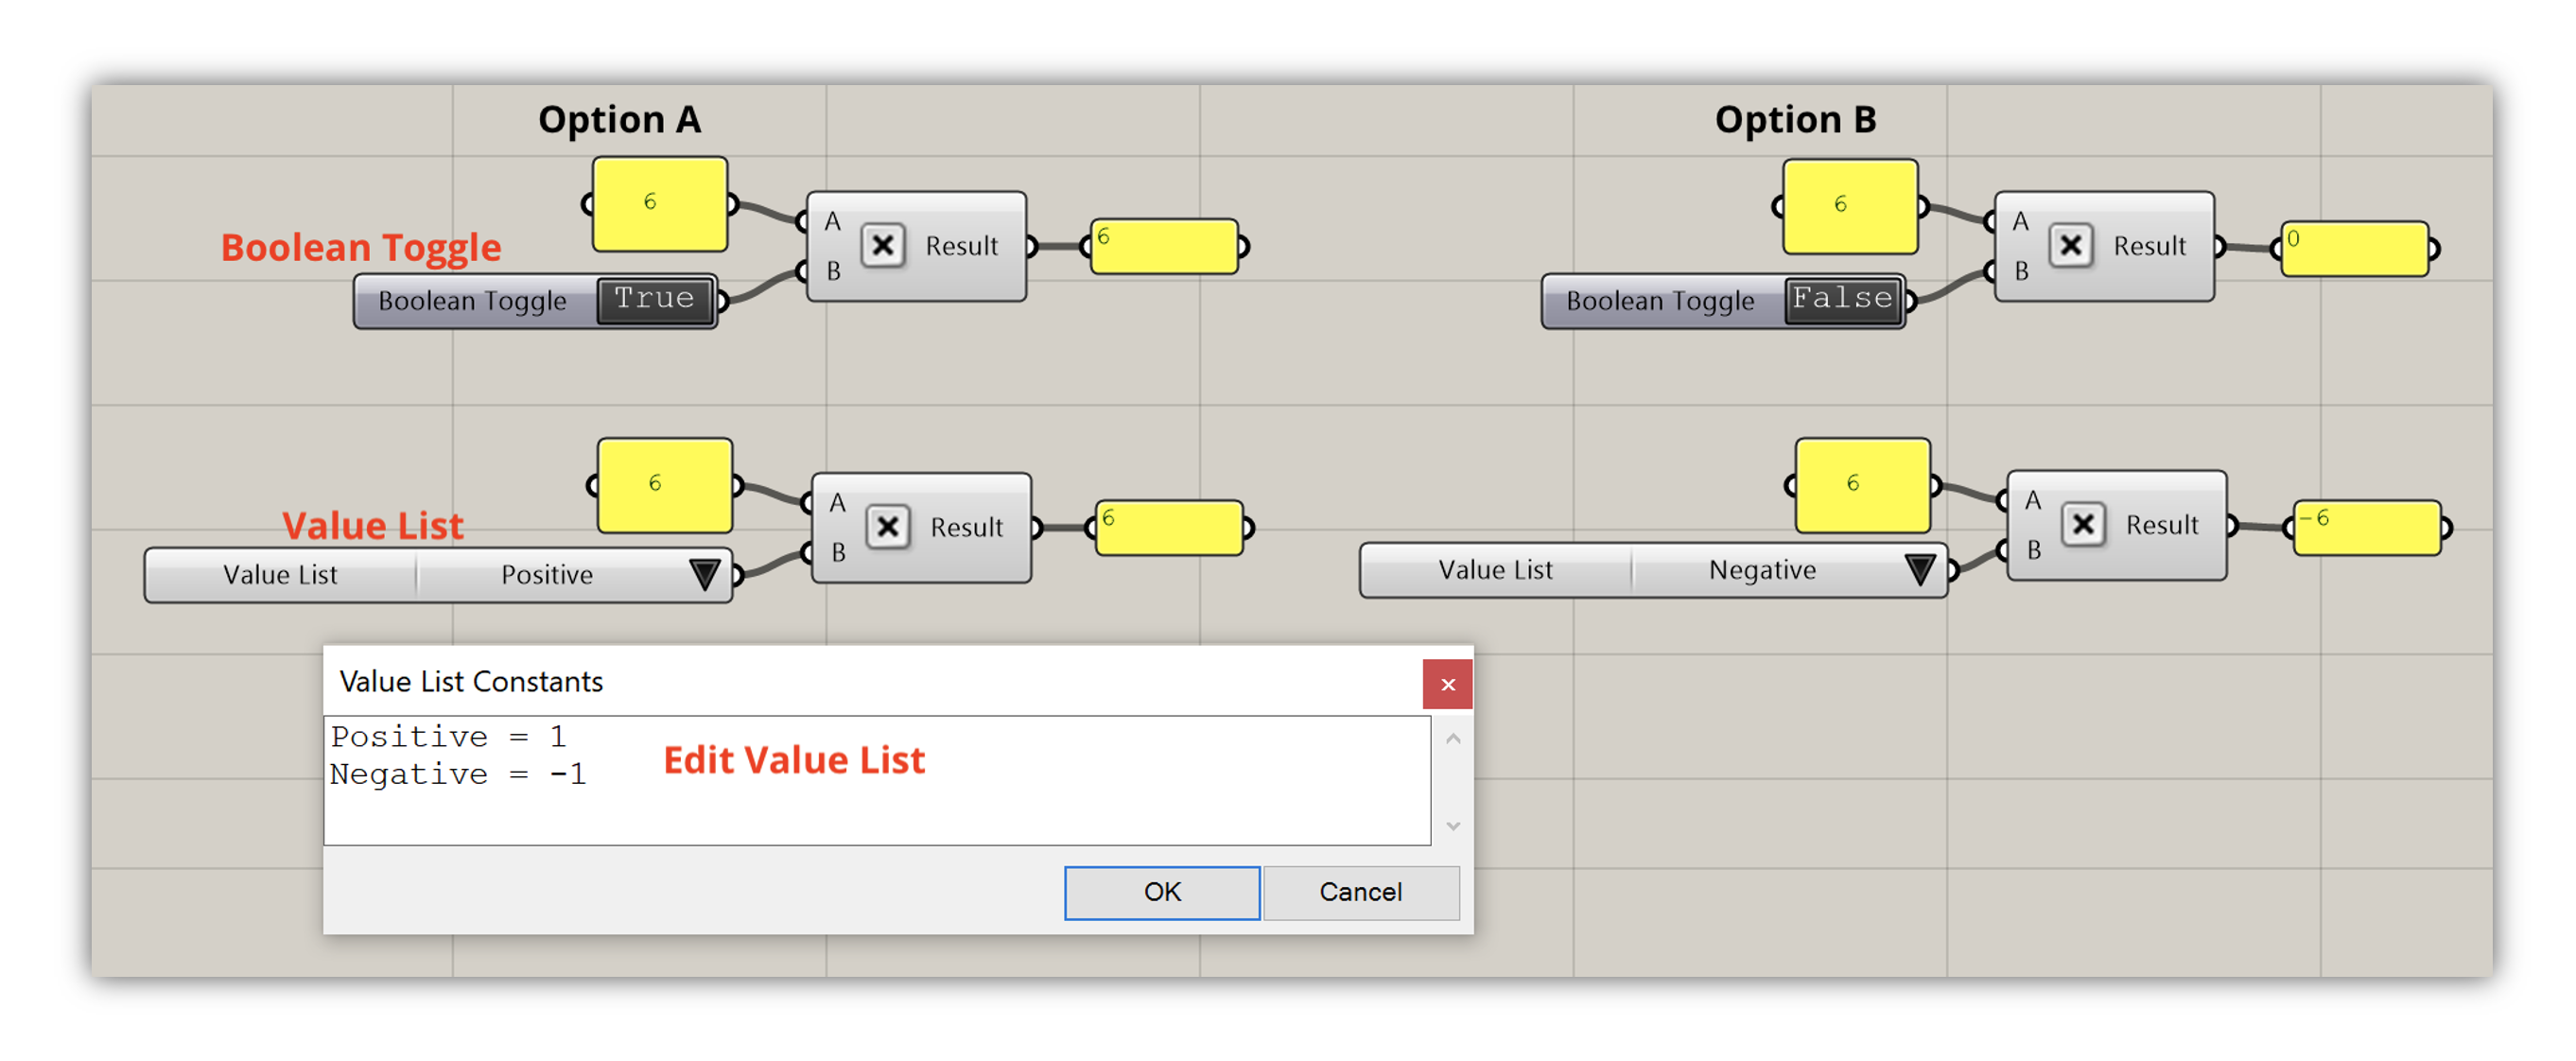 Option A
Option B
6
A
B
Result
6
Boolean Toggle
Boolean Toggle True
6
A
B
Result
0
Boolean Toggle False
6
A
B
Result
6
Value List
Value List Positive
6
A
B
Result
-6
Value List Negative
Value List Constants
x
Positive = 1
Negative = -1
Edit Value List
OK Cancel